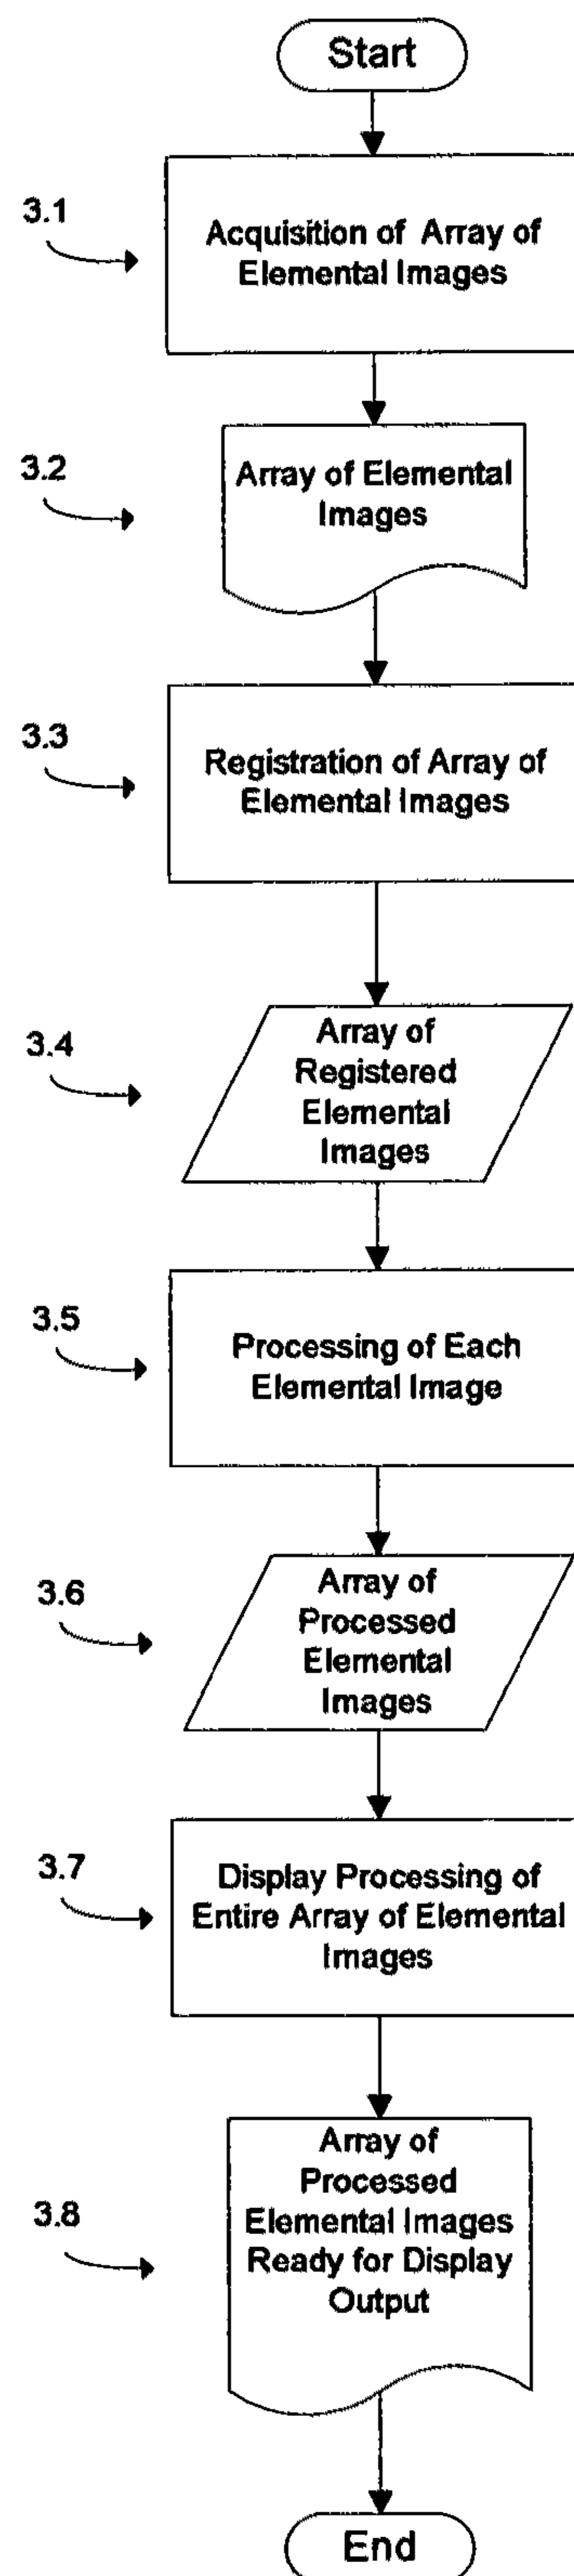 Start
3.1
Acquisition of Array of
Elemental Images
3.2
Array of Elemental
Images
3.3
Registration of Array of
Elemental Images
3.4
Array of
Registered
Elemental
Images
3.5
Processing of Each
Elemental Image
3.6
Array of
Processed
Elemental
Images
3.7
Display Processing of
Entire Array of Elemental
Images
3.8
Array of
Processed
Elemental Images
Ready for Display
Output
End